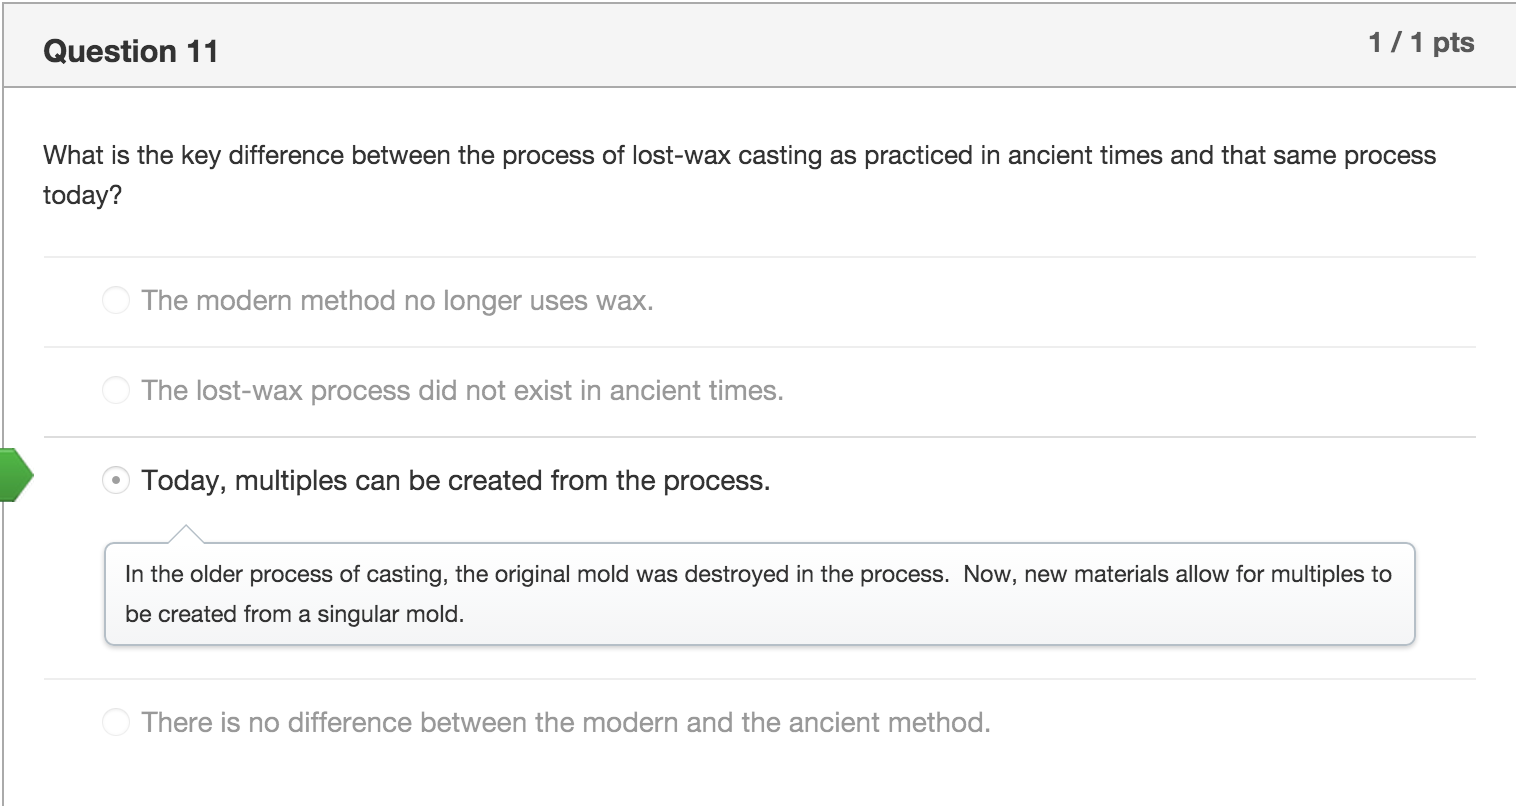 Question 11
1 / 1 pts
What is the key difference between the process of lost-wax casting as practiced in ancient times and that same process
today?
The modern method no longer uses wax.
The lost-wax process did not exist in ancient times.
Today, multiples can be created from the process.
In the older process of casting, the original mold was destroyed in the process.  Now, new materials allow for multiples to
be created from a singular mold.
There is no difference between the modern and the ancient method.